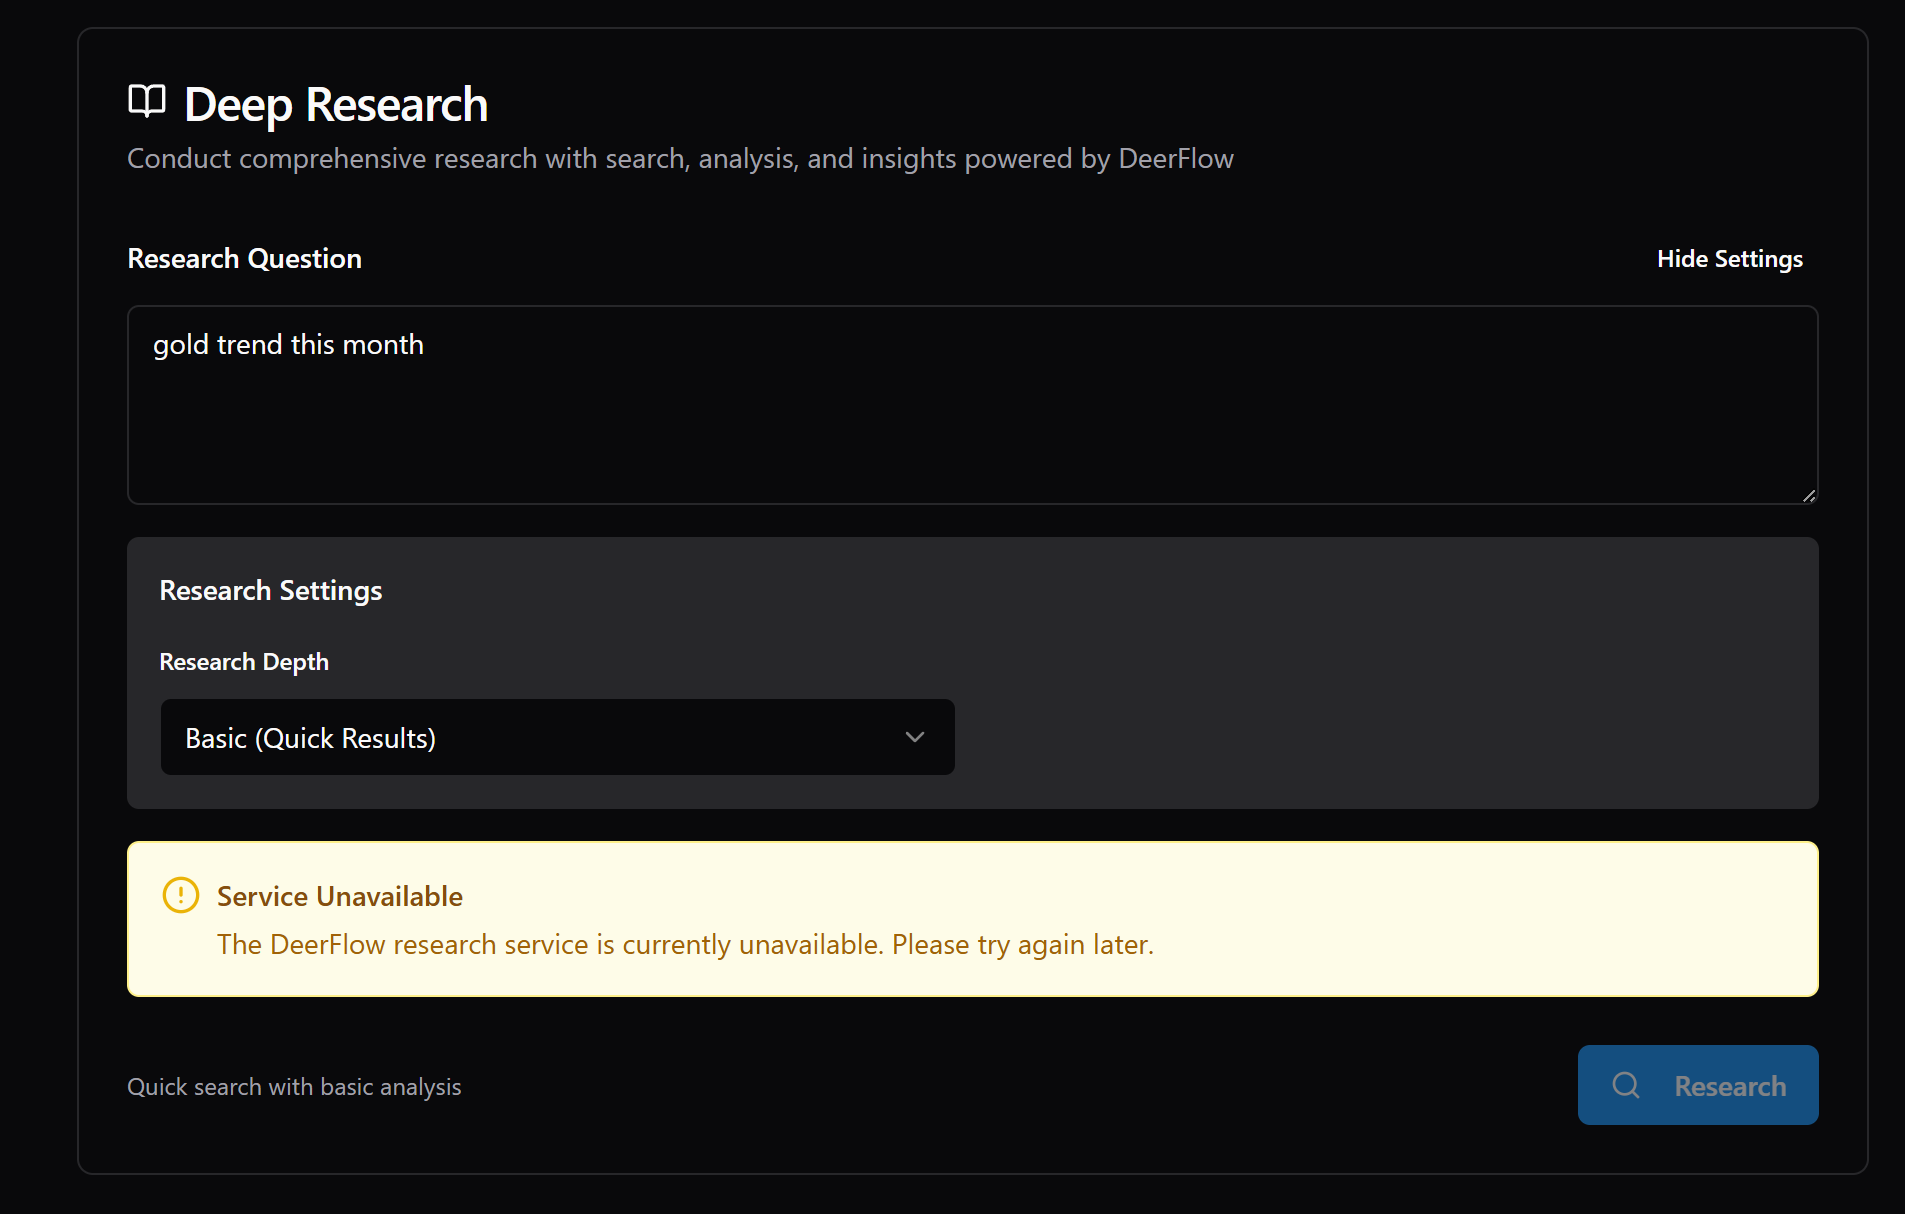 Deep Research
Conduct comprehensive research with search, analysis, and insights powered by DeerFlow
Research Question
Hide Settings
gold trend this month
Research Settings
Research Depth
Basic (Quick Results)
Service Unavailable
The DeerFlow research service is currently unavailable. Please try again later.
Quick search with basic analysis
Research